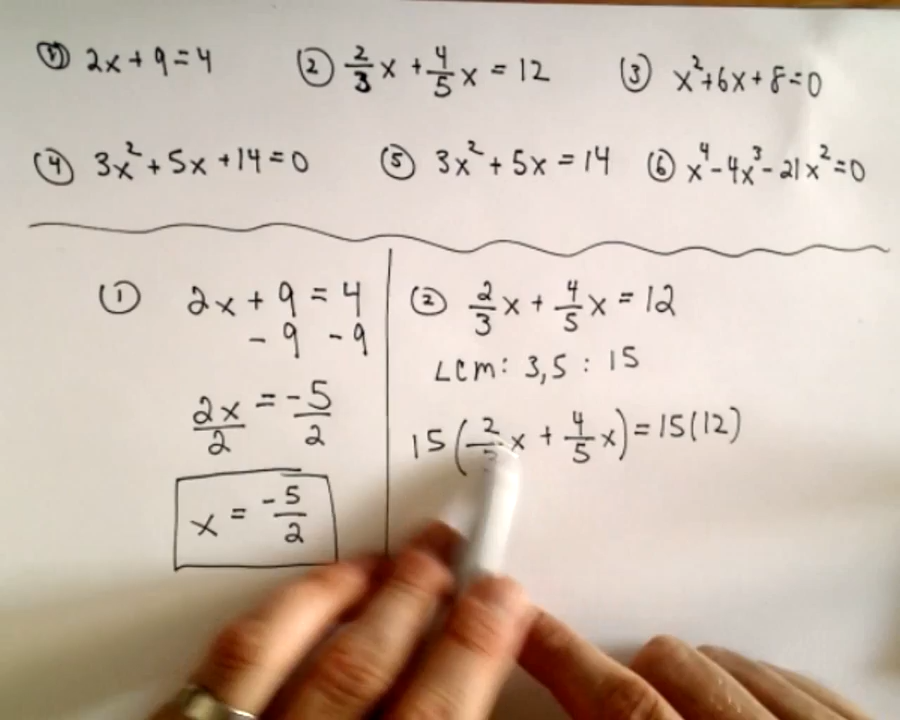 ① 2x + 9 = 4 ② 2/3 x + 4/5 x = 12 ③ x² + 6x + 8 = 0
④ 3x² + 5x + 14 = 0 ⑤ 3x² + 5x = 14 ⑥ x⁴ - 4x³ - 21x² = 0
① 2x + 9 = 4
- 9 - 9
2x/2 = -5/2
x = -5/2
② 2/3 x + 4/5 x = 12
LCM: 3,5 : 15
15(2/3 x + 4/5 x) = 15(12)